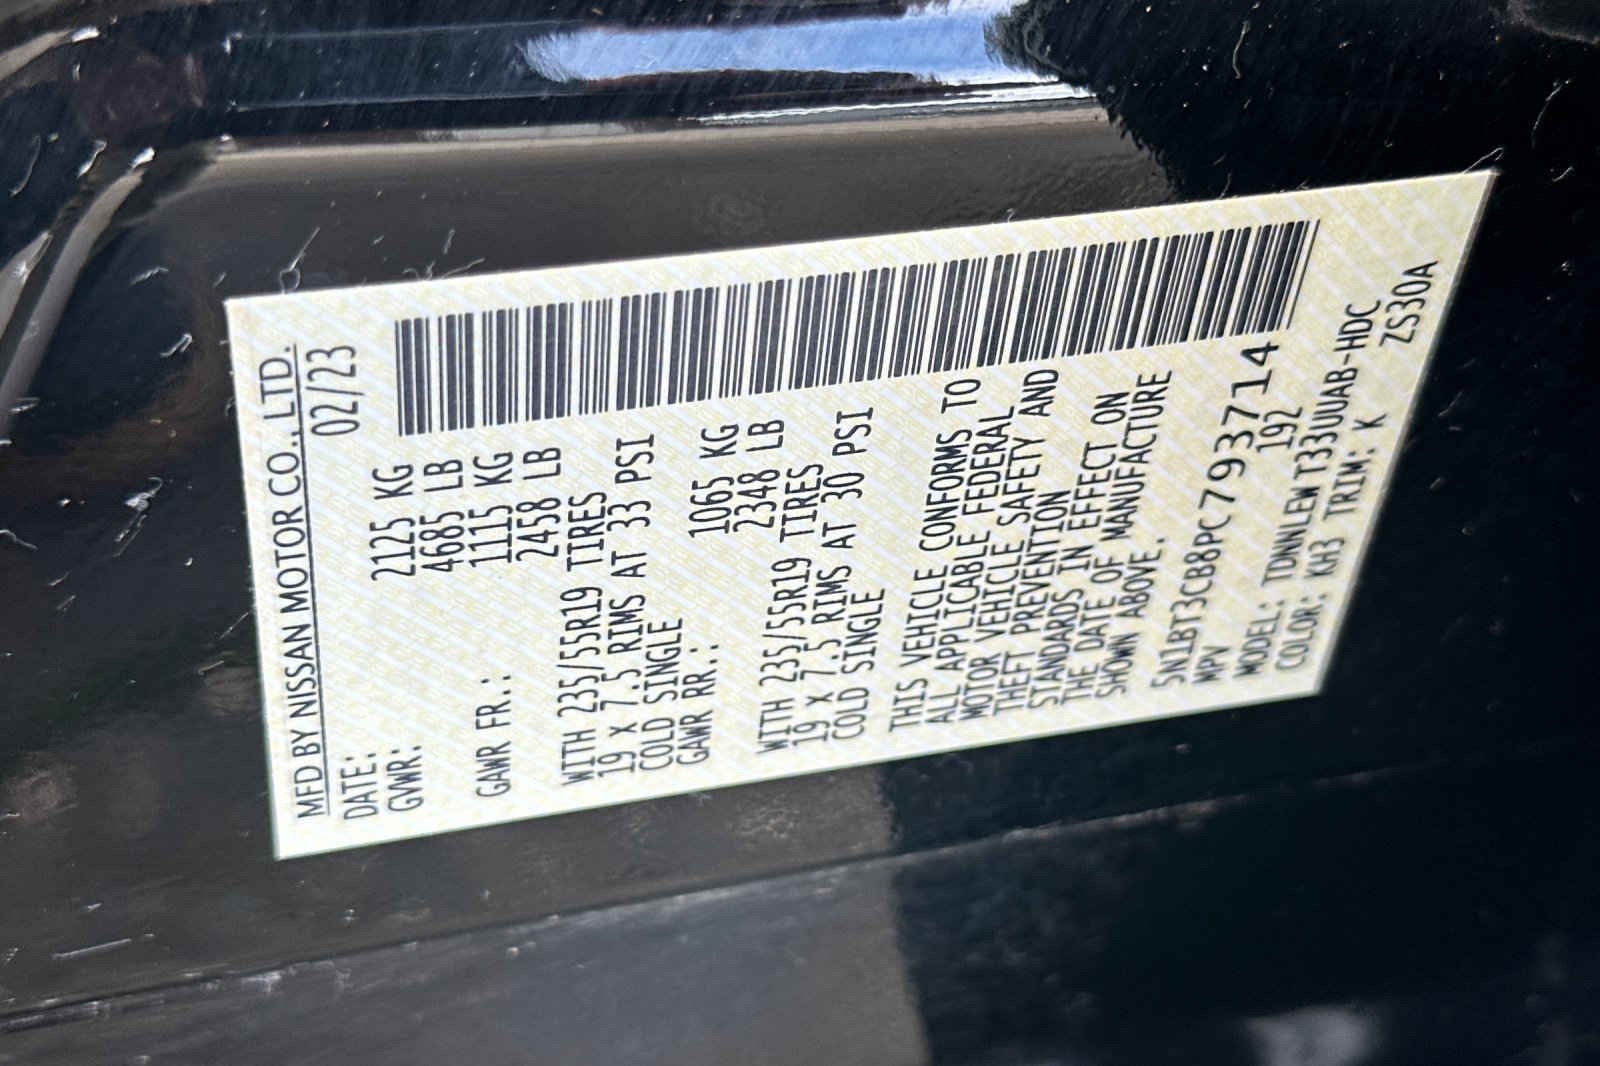 MFD BY NISSAN MOTOR CO., LTD.
DATE: 02/23
GVWR: 2125 KG
4685 LB
GAWR FR.: 1115 KG
2458 LB
WITH 235/55R19 TIRES
19 X 7.5 RIMS AT 33 PSI
COLD SINGLE
GAWR RR.: 1065 KG
2348 LB
WITH 235/55R19 TIRES
19 X 7.5 RIMS AT 30 PSI
COLD SINGLE
THIS VEHICLE CONFORMS TO
ALL APPLICABLE FEDERAL
MOTOR VEHICLE SAFETY AND
THEFT PREVENTION
STANDARDS IN EFFECT ON
THE DATE OF MANUFACTURE
SHOWN ABOVE.
5N1BT3CB8PC793714
MPV 192
MODEL: TDNNLEWT33UUAB-HDC
COLOR: KH3 TRIM: K ZS30A